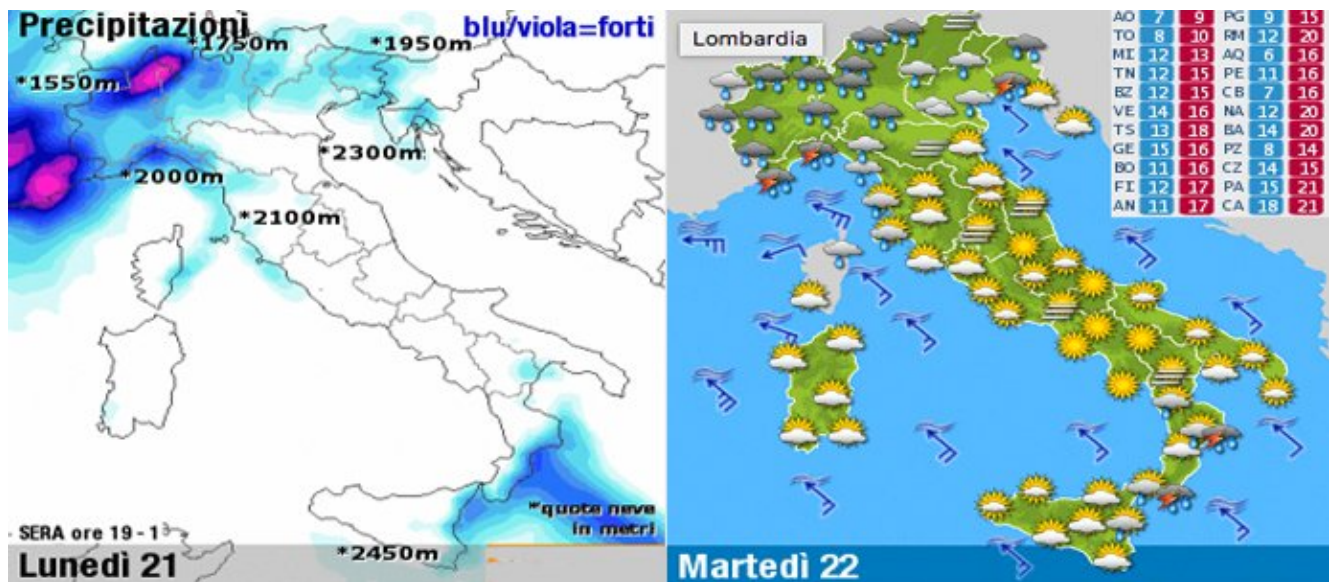 Precipitazioni
blu/viola=forti
*1750m
*1950m
*1550m
*2300m
*2000m
*2100m
*quote neve
in metri
SERA ore 19 - 1
*2450m
Lunedì 21
Lombardia
AO 7 9 PG 9 15
TO 8 10 RM 12 20
MI 12 13 AQ 6 16
TN 12 15 PE 11 16
BZ 12 15 CB 7 16
VE 14 16 NA 12 20
TS 13 18 BA 14 20
GE 15 16 PZ 8 14
BO 11 16 CZ 14 15
FI 12 17 PA 15 21
AN 11 17 CA 18 21
Martedì 22